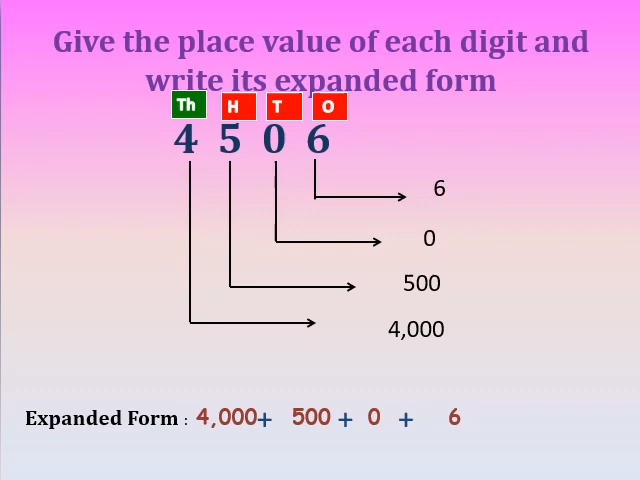 Give the place value of each digit and
write its expanded form
Th H T O
4 5 0 6
6
0
500
4,000
Expanded Form : 4,000+ 500 + 0 + 6